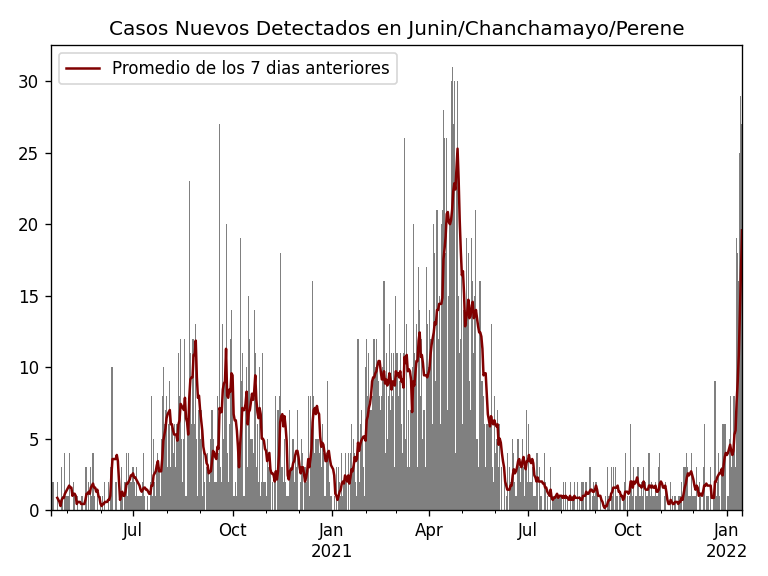 Casos Nuevos Detectados en Junin/Chanchamayo/Perene
Promedio de los 7 dias anteriores
30
25
20
15
10
5
0
Jul
Oct
Jan
2021
Apr
Jul
Oct
Jan
2022